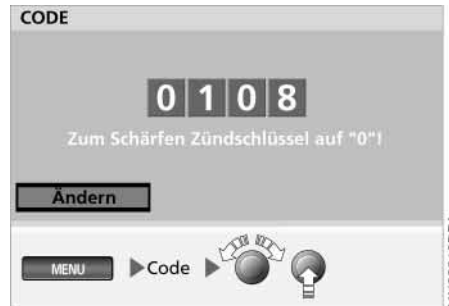 CODE
0108
Zum Schärfen Zündschlüssel auf "0"!
Ändern
MENU Code